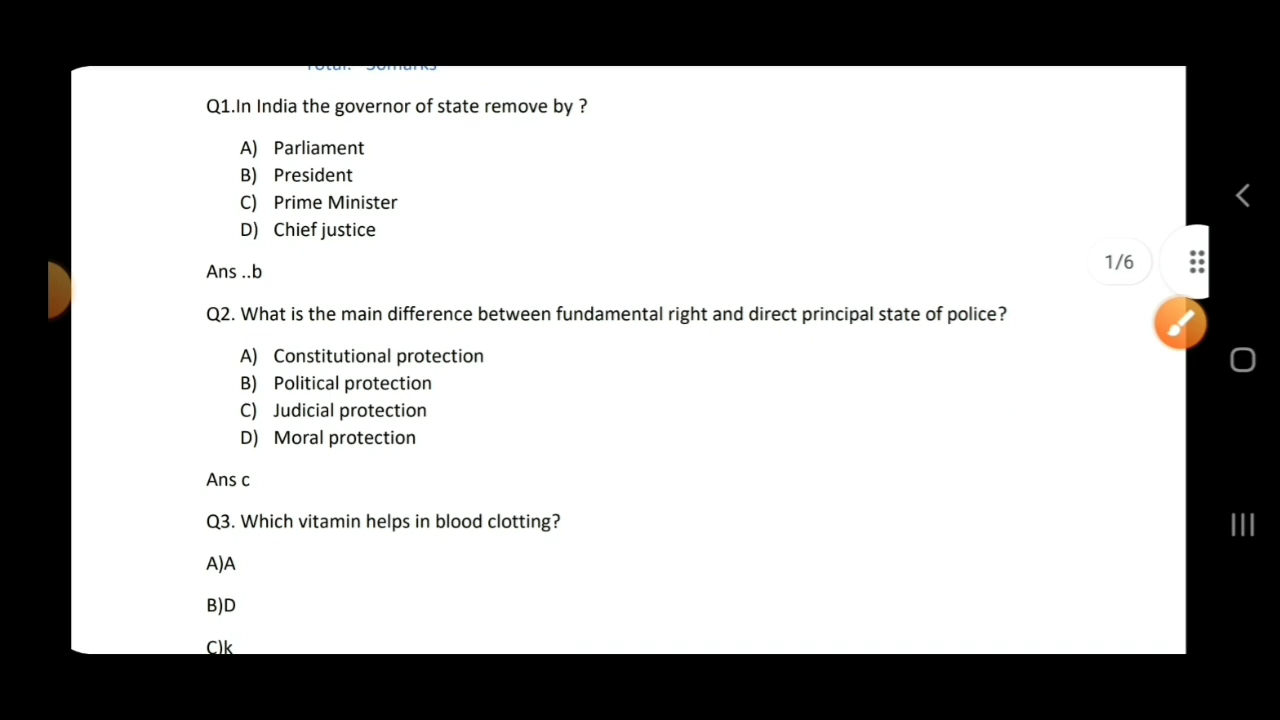 Q1.In India the governor of state remove by ?
A) Parliament
B) President
C) Prime Minister
D) Chief justice
Ans ..b
Q2. What is the main difference between fundamental right and direct principal state of police?
A) Constitutional protection
B) Political protection
C) Judicial protection
D) Moral protection
Ans c
Q3. Which vitamin helps in blood clotting?
A)A
B)D
C)k
1/6